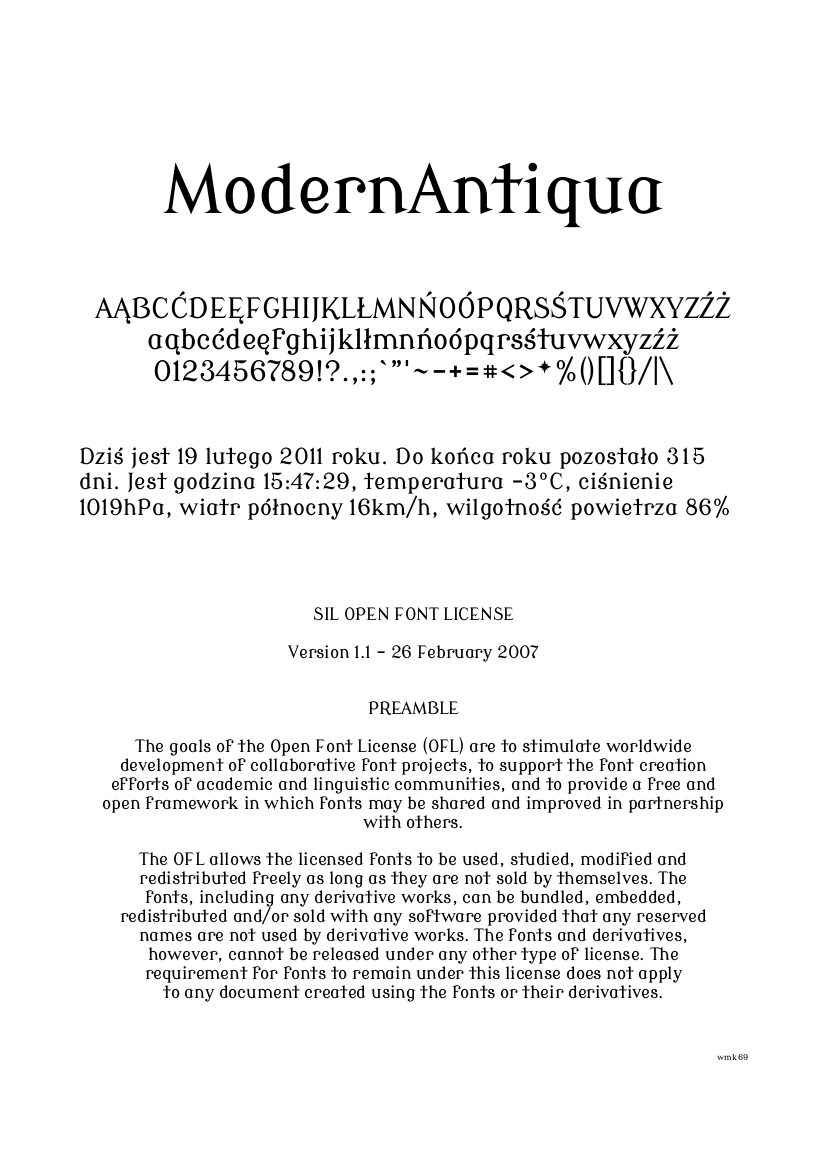 ModernAntiqua
AĄBCĆDEĘFGHIJKLŁMNŃOÓPQRSŚTUVWXYZŹŻ
aąbcćdeęfghijklłmnńoópqrsśtuvwxyzźż
0123456789!?.,:;`”'~-+=#<>*%()[]{}/|\
Dziś jest 19 lutego 2011 roku. Do końca roku pozostało 315
dni. Jest godzina 15:47:29, temperatura -3°C, ciśnienie
1019hPa, wiatr północny 16km/h, wilgotność powietrza 86%
SIL OPEN FONT LICENSE
Version 1.1 - 26 February 2007
PREAMBLE
The goals of the Open Font License (OFL) are to stimulate worldwide
development of collaborative font projects, to support the font creation
efforts of academic and linguistic communities, and to provide a free and
open framework in which fonts may be shared and improved in partnership
with others.
The OFL allows the licensed fonts to be used, studied, modified and
redistributed freely as long as they are not sold by themselves. The
fonts, including any derivative works, can be bundled, embedded,
redistributed and/or sold with any software provided that any reserved
names are not used by derivative works. The fonts and derivatives,
however, cannot be released under any other type of license. The
requirement for fonts to remain under this license does not apply
to any document created using the fonts or their derivatives.
wmk69